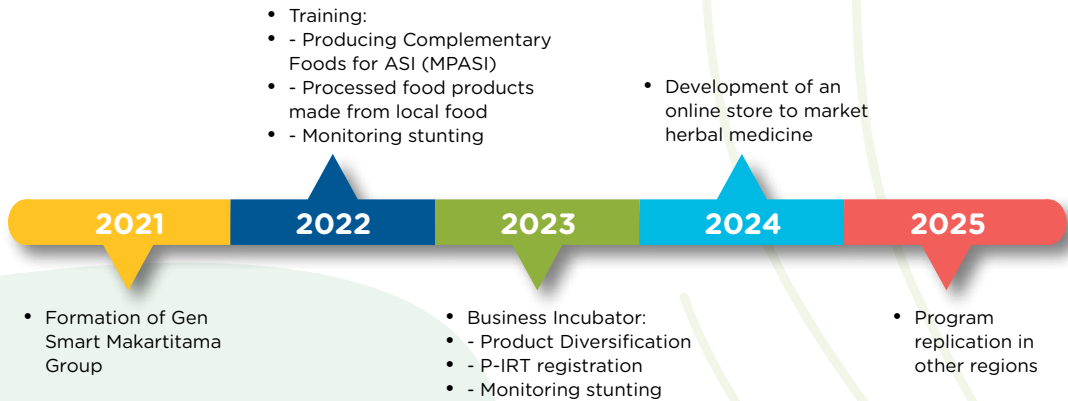 • Training:
• - Producing Complementary
Foods for ASI (MPASI)
• - Processed food products
made from local food
• - Monitoring stunting
• Development of an
online store to market
herbal medicine
2021
2022
2023
2024
2025
• Formation of Gen
Smart Makartitama
Group
• Business Incubator:
• - Product Diversification
• - P-IRT registration
• - Monitoring stunting
• Program
replication in
other regions